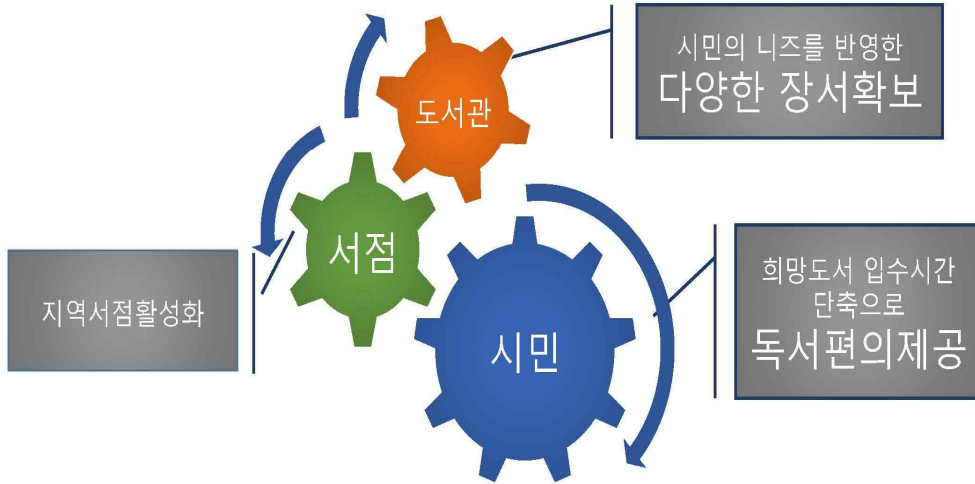 시민의 니즈를 반영한
다양한 장서확보
도서관
서점
지역서점활성화
시민
희망도서 입수시간
단축으로
독서편의제공